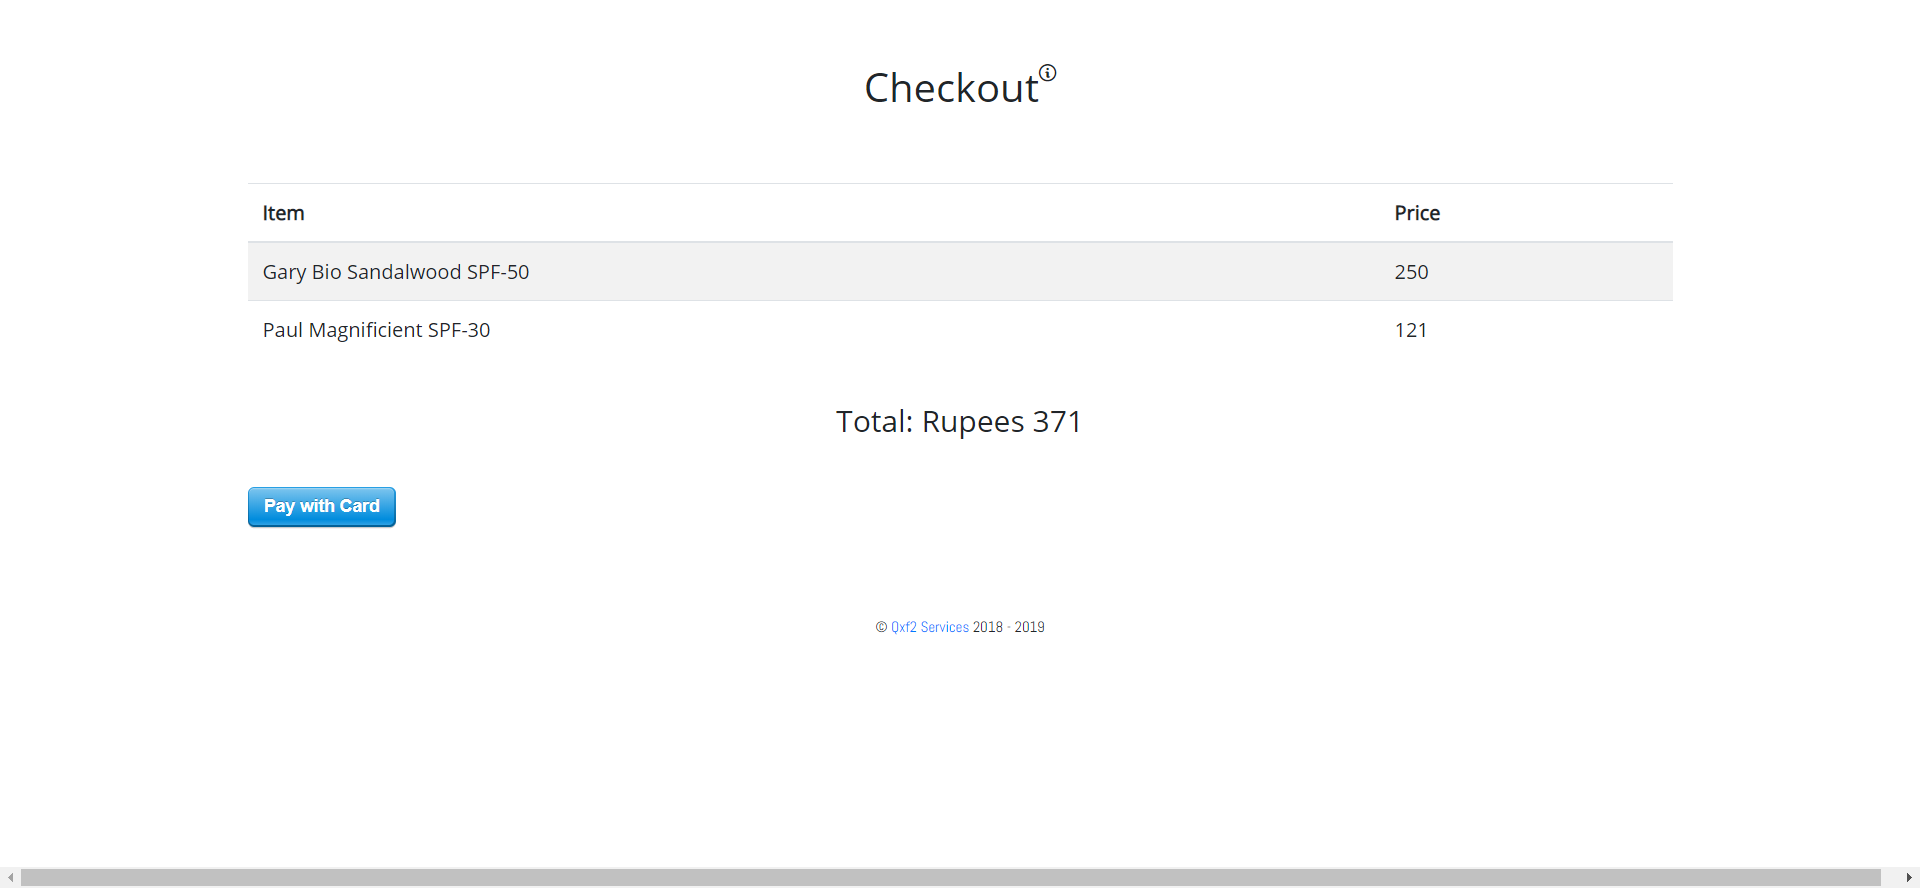 Checkout
Item Price
Gary Bio Sandalwood SPF-50 250
Paul Magnificient SPF-30 121
Total: Rupees 371
Pay with Card
© Qxf2 Services 2018 - 2019